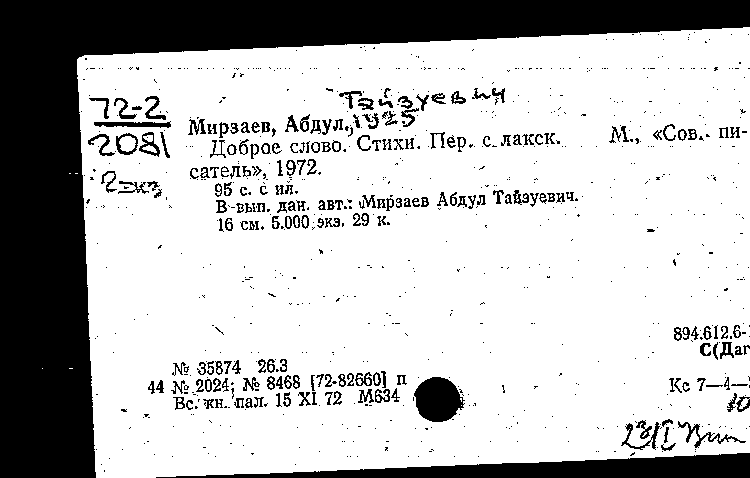 72-2
2081
2 экз
Тайзуевич
Мирзаев, Абдул, 1925
Доброе слово. Стихи. Пер. с лакск. М., «Сов. пи-
сатель», 1972.
95 с. с ил.
В вып. дан. авт.: Мирзаев Абдул Тайзуевич.
16 см. 5.000 экз. 29 к.
894.612.6-
С(Даг
№ 35874 26.3
44 № 2024; № 8468 [72-82660] п
Вс. кн. пал. 15 XI 72 М634
Кс 7—4—
10
23/I